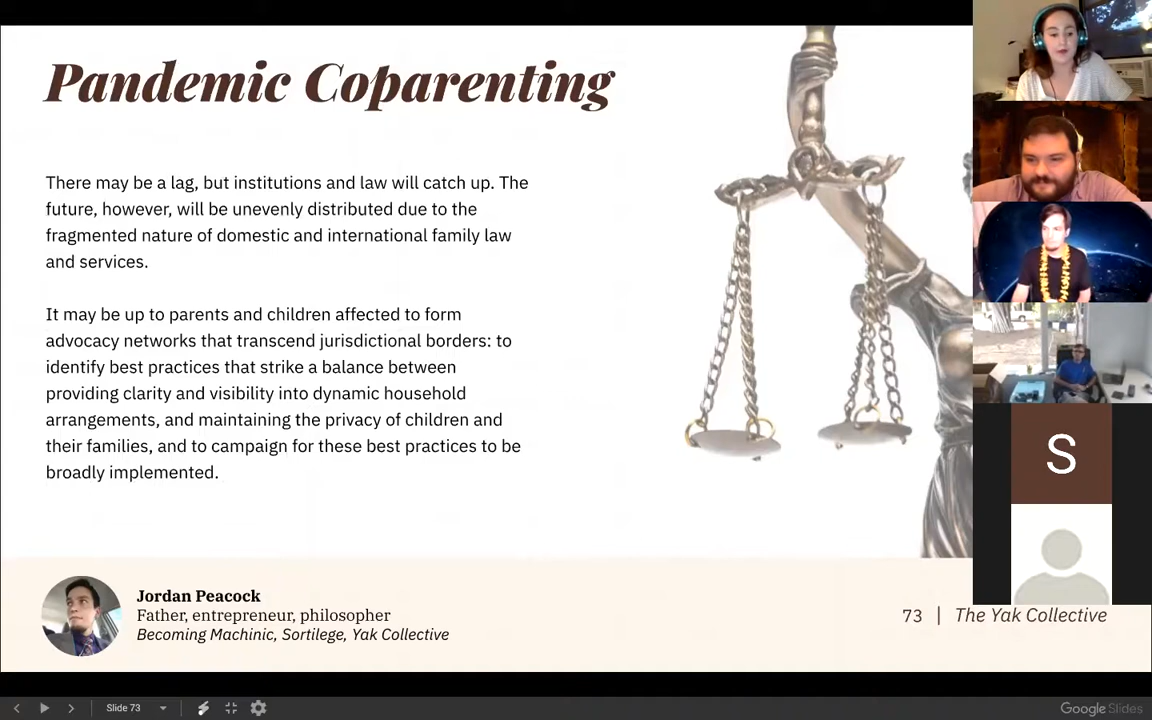 Pandemic Coparenting
There may be a lag, but institutions and law will catch up. The
future, however, will be unevenly distributed due to the
fragmented nature of domestic and international family law
and services.
It may be up to parents and children affected to form
advocacy networks that transcend jurisdictional borders: to
identify best practices that strike a balance between
providing clarity and visibility into dynamic household
arrangements, and maintaining the privacy of children and
their families, and to campaign for these best practices to be
broadly implemented.
S
Jordan Peacock
Father, entrepreneur, philosopher
Becoming Machinic, Sortilege, Yak Collective
73 | The Yak Collective
Slide 73
Google Slides